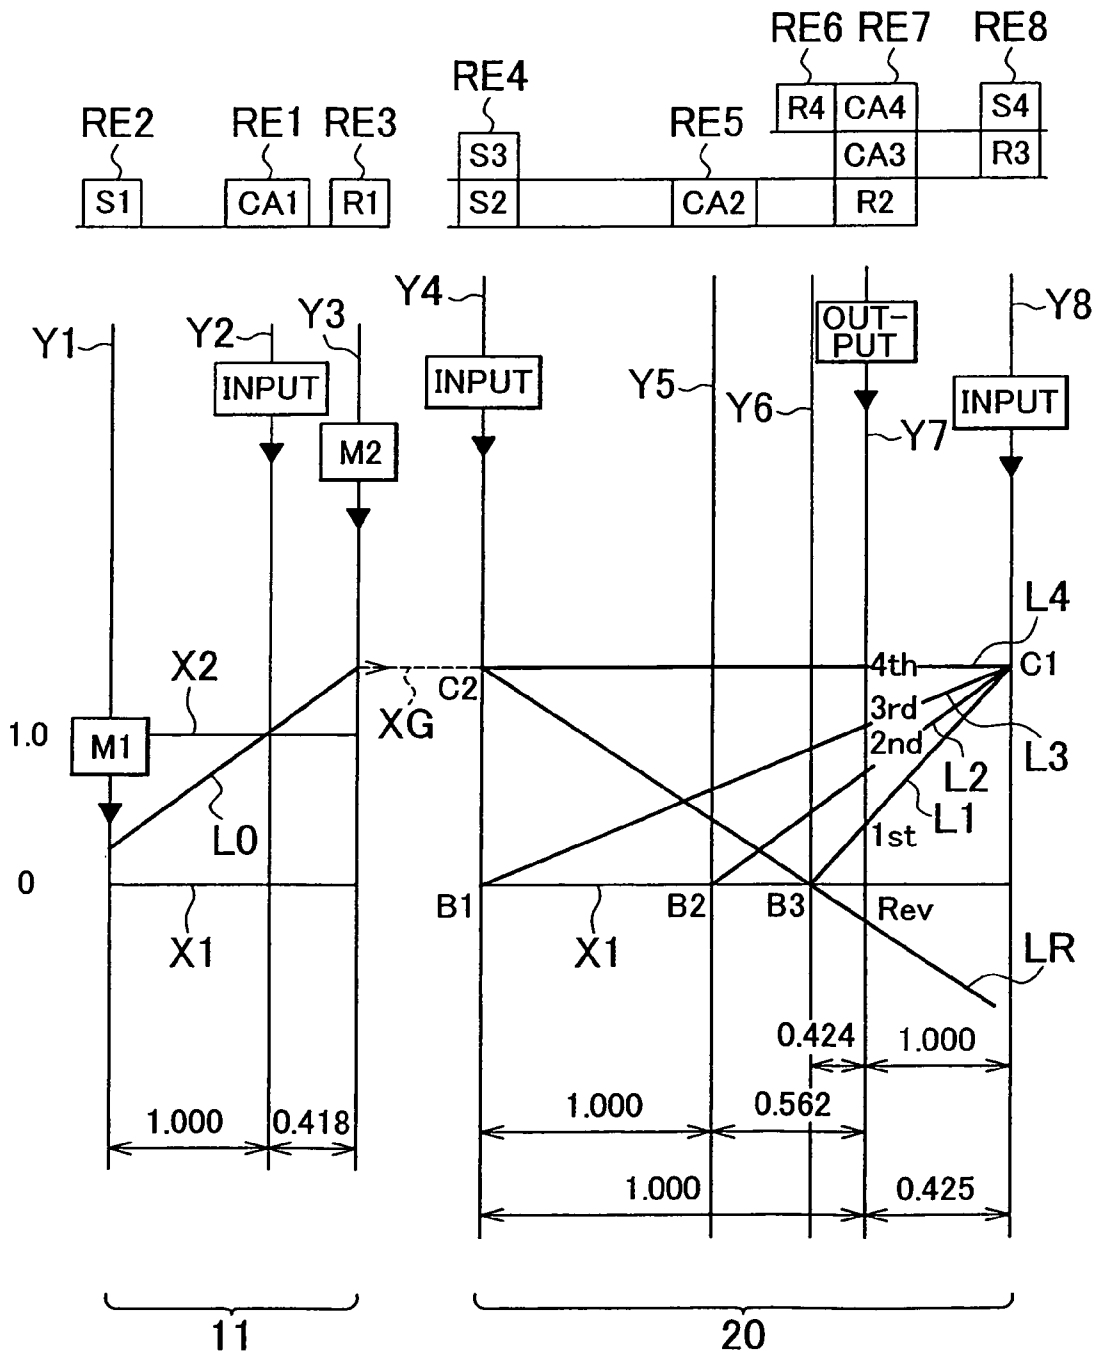 RE6 RE7 RE8
RE4
R4 CA4 S4
RE2 RE1 RE3 RE5
S3 CA3 R3
S1 CA1 R1 S2 CA2 R2
Y4 Y8
Y1 Y2 Y3
OUT-
PUT
INPUT INPUT Y5 Y6 INPUT
Y7
M2
L4
X2 C2 4th C1
XG 3rd
1.0 M1 2nd L3
L2
L0 1st L1
0
B1 B2 B3 Rev
X1 X1 LR
0.424 1.000
1.000 0.418 1.000 0.562
1.000 0.425
11 20